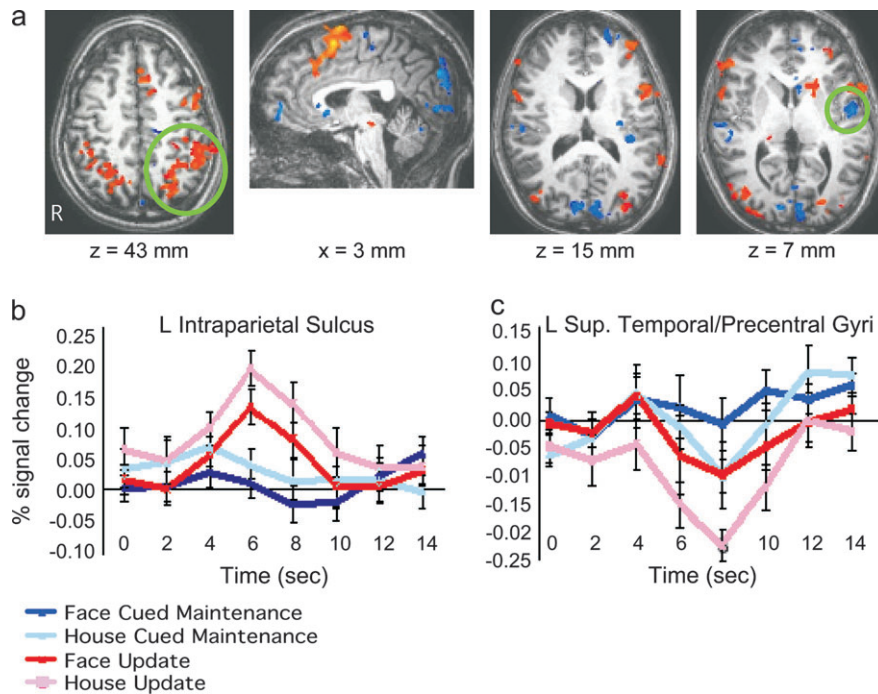 a
R
z = 43 mm
x = 3 mm
z = 15 mm
z = 7 mm
b
L Intraparietal Sulcus
% signal change
0.25
0.20
0.15
0.10
0.05
0.00
-0.05
-0.10
0 2 4 6 8 10 12 14
Time (sec)
c
L Sup. Temporal/Precentral Gyri
0.15
0.10
0.05
0.00
-0.05
-0.01
-0.01
-0.02
-0.25
0 2 4 6 8 10 12 14
Time (sec)
Face Cued Maintenance
House Cued Maintenance
Face Update
House Update